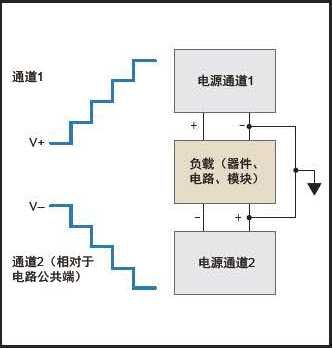 通道1
电源通道1
+
–
V+
负载（器件、
电路、模块）
V–
–
+
通道2（相对于
电路公共端）
电源通道2